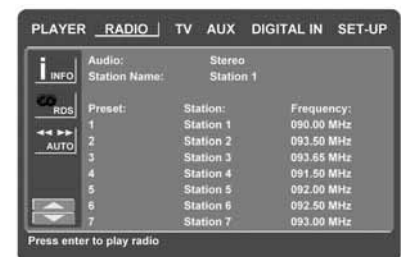 PLAYER RADIO TV AUX DIGITAL IN SET-UP
Audio: Stereo
i INFO Station Name: Station 1
RDS Preset: Station: Frequency:
1 Station 1 090.00 MHz
AUTO 2 Station 2 093.50 MHz
3 Station 3 093.65 MHz
4 Station 4 091.50 MHz
5 Station 5 092.00 MHz
6 Station 6 092.50 MHz
7 Station 7 093.00 MHz
Press enter to play radio